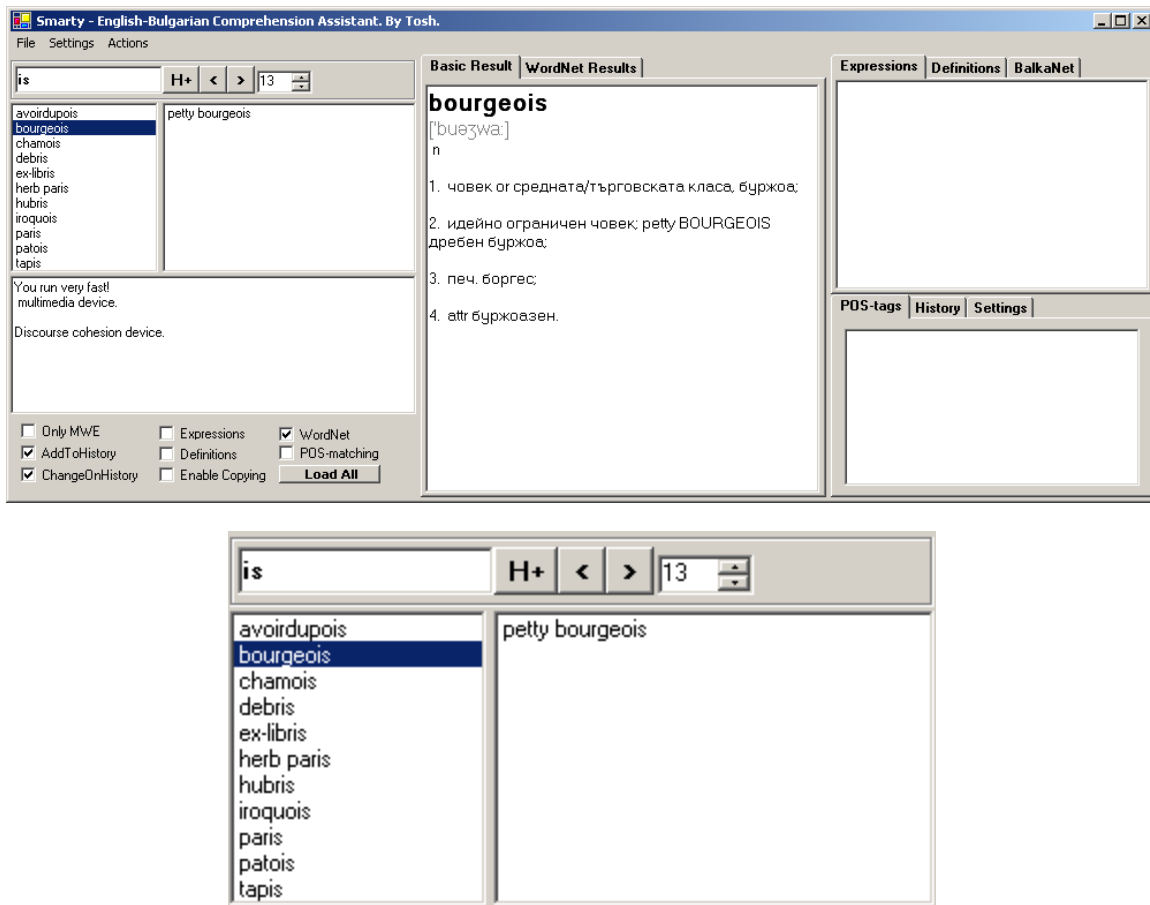 Smarty - English-Bulgarian Comprehension Assistant. By Tosh.
File Settings Actions
is H+ < > 13
avoirdupois
bourgeois
chamois
debris
ex-libris
herb paris
hubris
iroquois
paris
patois
tapis
petty bourgeois
You run very fast!
multimedia device.
Discourse cohesion device.
Only MWE Expressions WordNet
AddToHistory Definitions POS-matching
ChangeOnHistory Enable Copying Load All
Basic Result WordNet Results
bourgeois
['buəʒwa:]
n
1. човек or средната/търговската класа, буржоа;
2. идейно ограничен човек; petty BOURGEOIS
дребен буржоа;
3. печ. боргес;
4. attr буржоазен.
Expressions Definitions BalkaNet
POS-tags History Settings
is H+ < > 13
avoirdupois
bourgeois
chamois
debris
ex-libris
herb paris
hubris
iroquois
paris
patois
tapis
petty bourgeois